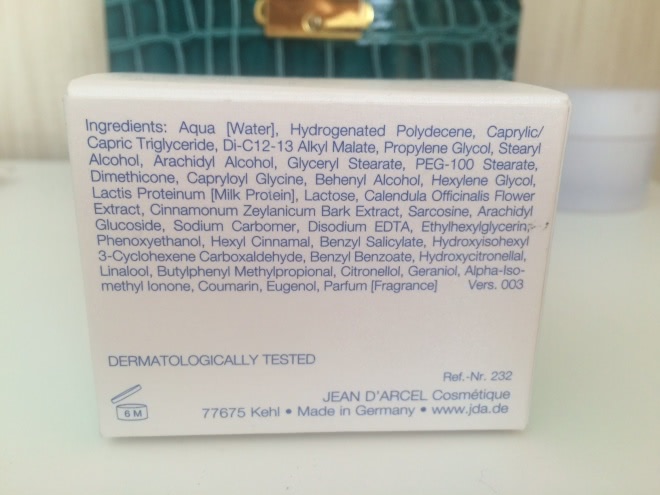 Ingredients: Aqua [Water], Hydrogenated Polydecene, Caprylic/
Capric Triglyceride, Di-C12-13 Alkyl Malate, Propylene Glycol, Stearyl
Alcohol, Arachidyl Alcohol, Glyceryl Stearate, PEG-100 Stearate,
Dimethicone, Capryloyl Glycine, Behenyl Alcohol, Hexylene Glycol,
Lactis Proteinum [Milk Protein], Lactose, Calendula Officinalis Flower
Extract, Cinnamomum Zeylanicum Bark Extract, Sarcosine, Arachidyl
Glucoside, Sodium Carbomer, Disodium EDTA, Ethylhexylglycerin,
Phenoxyethanol, Hexyl Cinnamal, Benzyl Salicylate, Hydroxyisohexyl
3-Cyclohexene Carboxaldehyde, Benzyl Benzoate, Hydroxycitronellal,
Linalool, Butylphenyl Methylpropional, Citronellol, Geraniol, Alpha-Iso-
methyl Ionone, Coumarin, Eugenol, Parfum [Fragrance] Vers. 003
DERMATOLOGICALLY TESTED
Ref.-Nr. 232
6 M
JEAN D'ARCEL Cosmétique
77675 Kehl • Made in Germany • www.jda.de